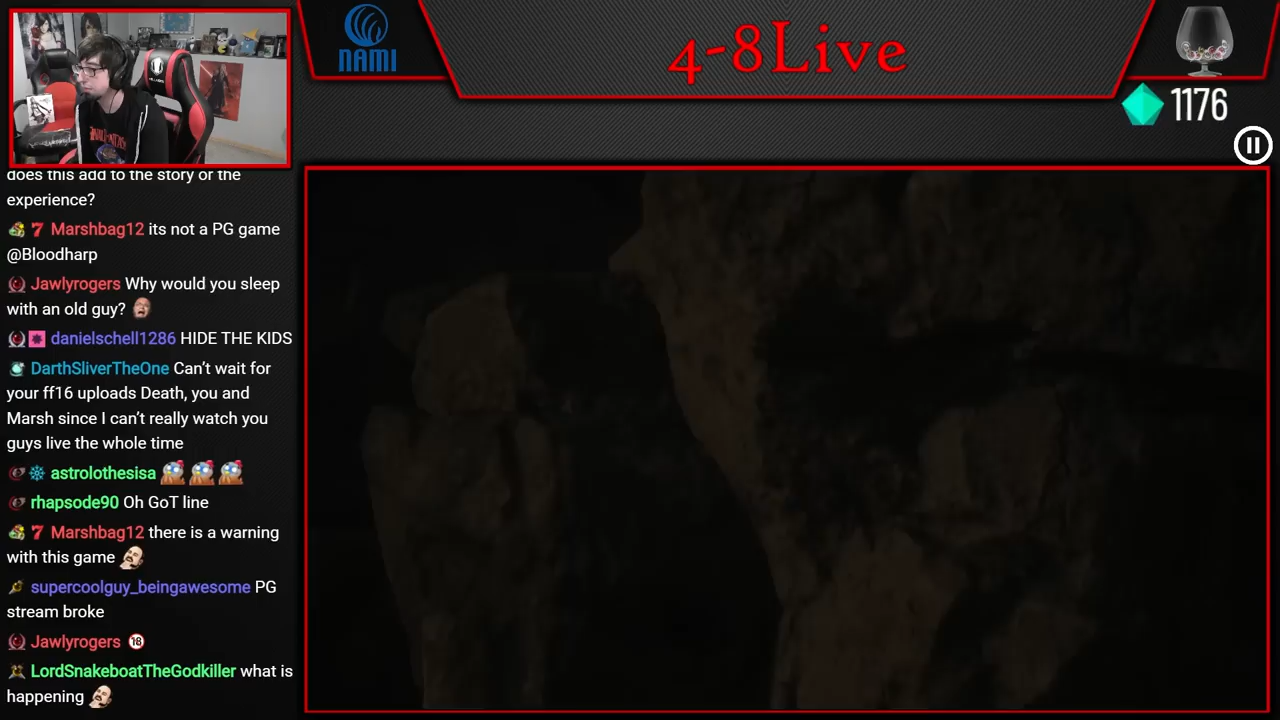 4-8Live
NAMI
1176
does this add to the story or the
experience?
7 Marshbag12 its not a PG game
@Bloodharp
Jawlyrogers Why would you sleep
with an old guy?
danielschell1286 HIDE THE KIDS
DarthSliverTheOne Can't wait for
your ff16 uploads Death, you and
Marsh since I can't really watch you
guys live the whole time
astrolothesisa
rhapsode90 Oh GoT line
7 Marshbag12 there is a warning
with this game
supercoolguy_beingawesome PG
stream broke
Jawlyrogers 18
LordSnakeboatTheGodkiller what is
happening